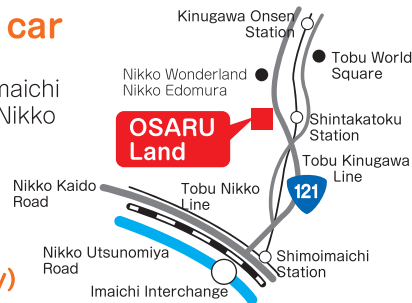 car
maichi
Nikko
y)
Kinugawa Onsen
Station
Tobu World
Square
Nikko Wonderland
Nikko Edomura
OSARU
Land
Shintakatoku
Station
Tobu Kinugawa
Line
121
Nikko Kaido
Road
Tobu Nikko
Line
Nikko Utsunomiya
Road
Shimoimaichi
Station
Imaichi Interchange